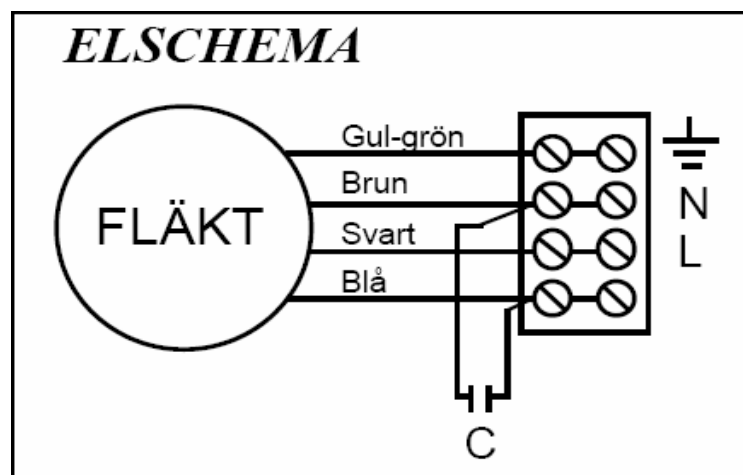 ELSCHEMA
Gul-grön
Brun
N
FLÄKT
Svart
L
Blå
C